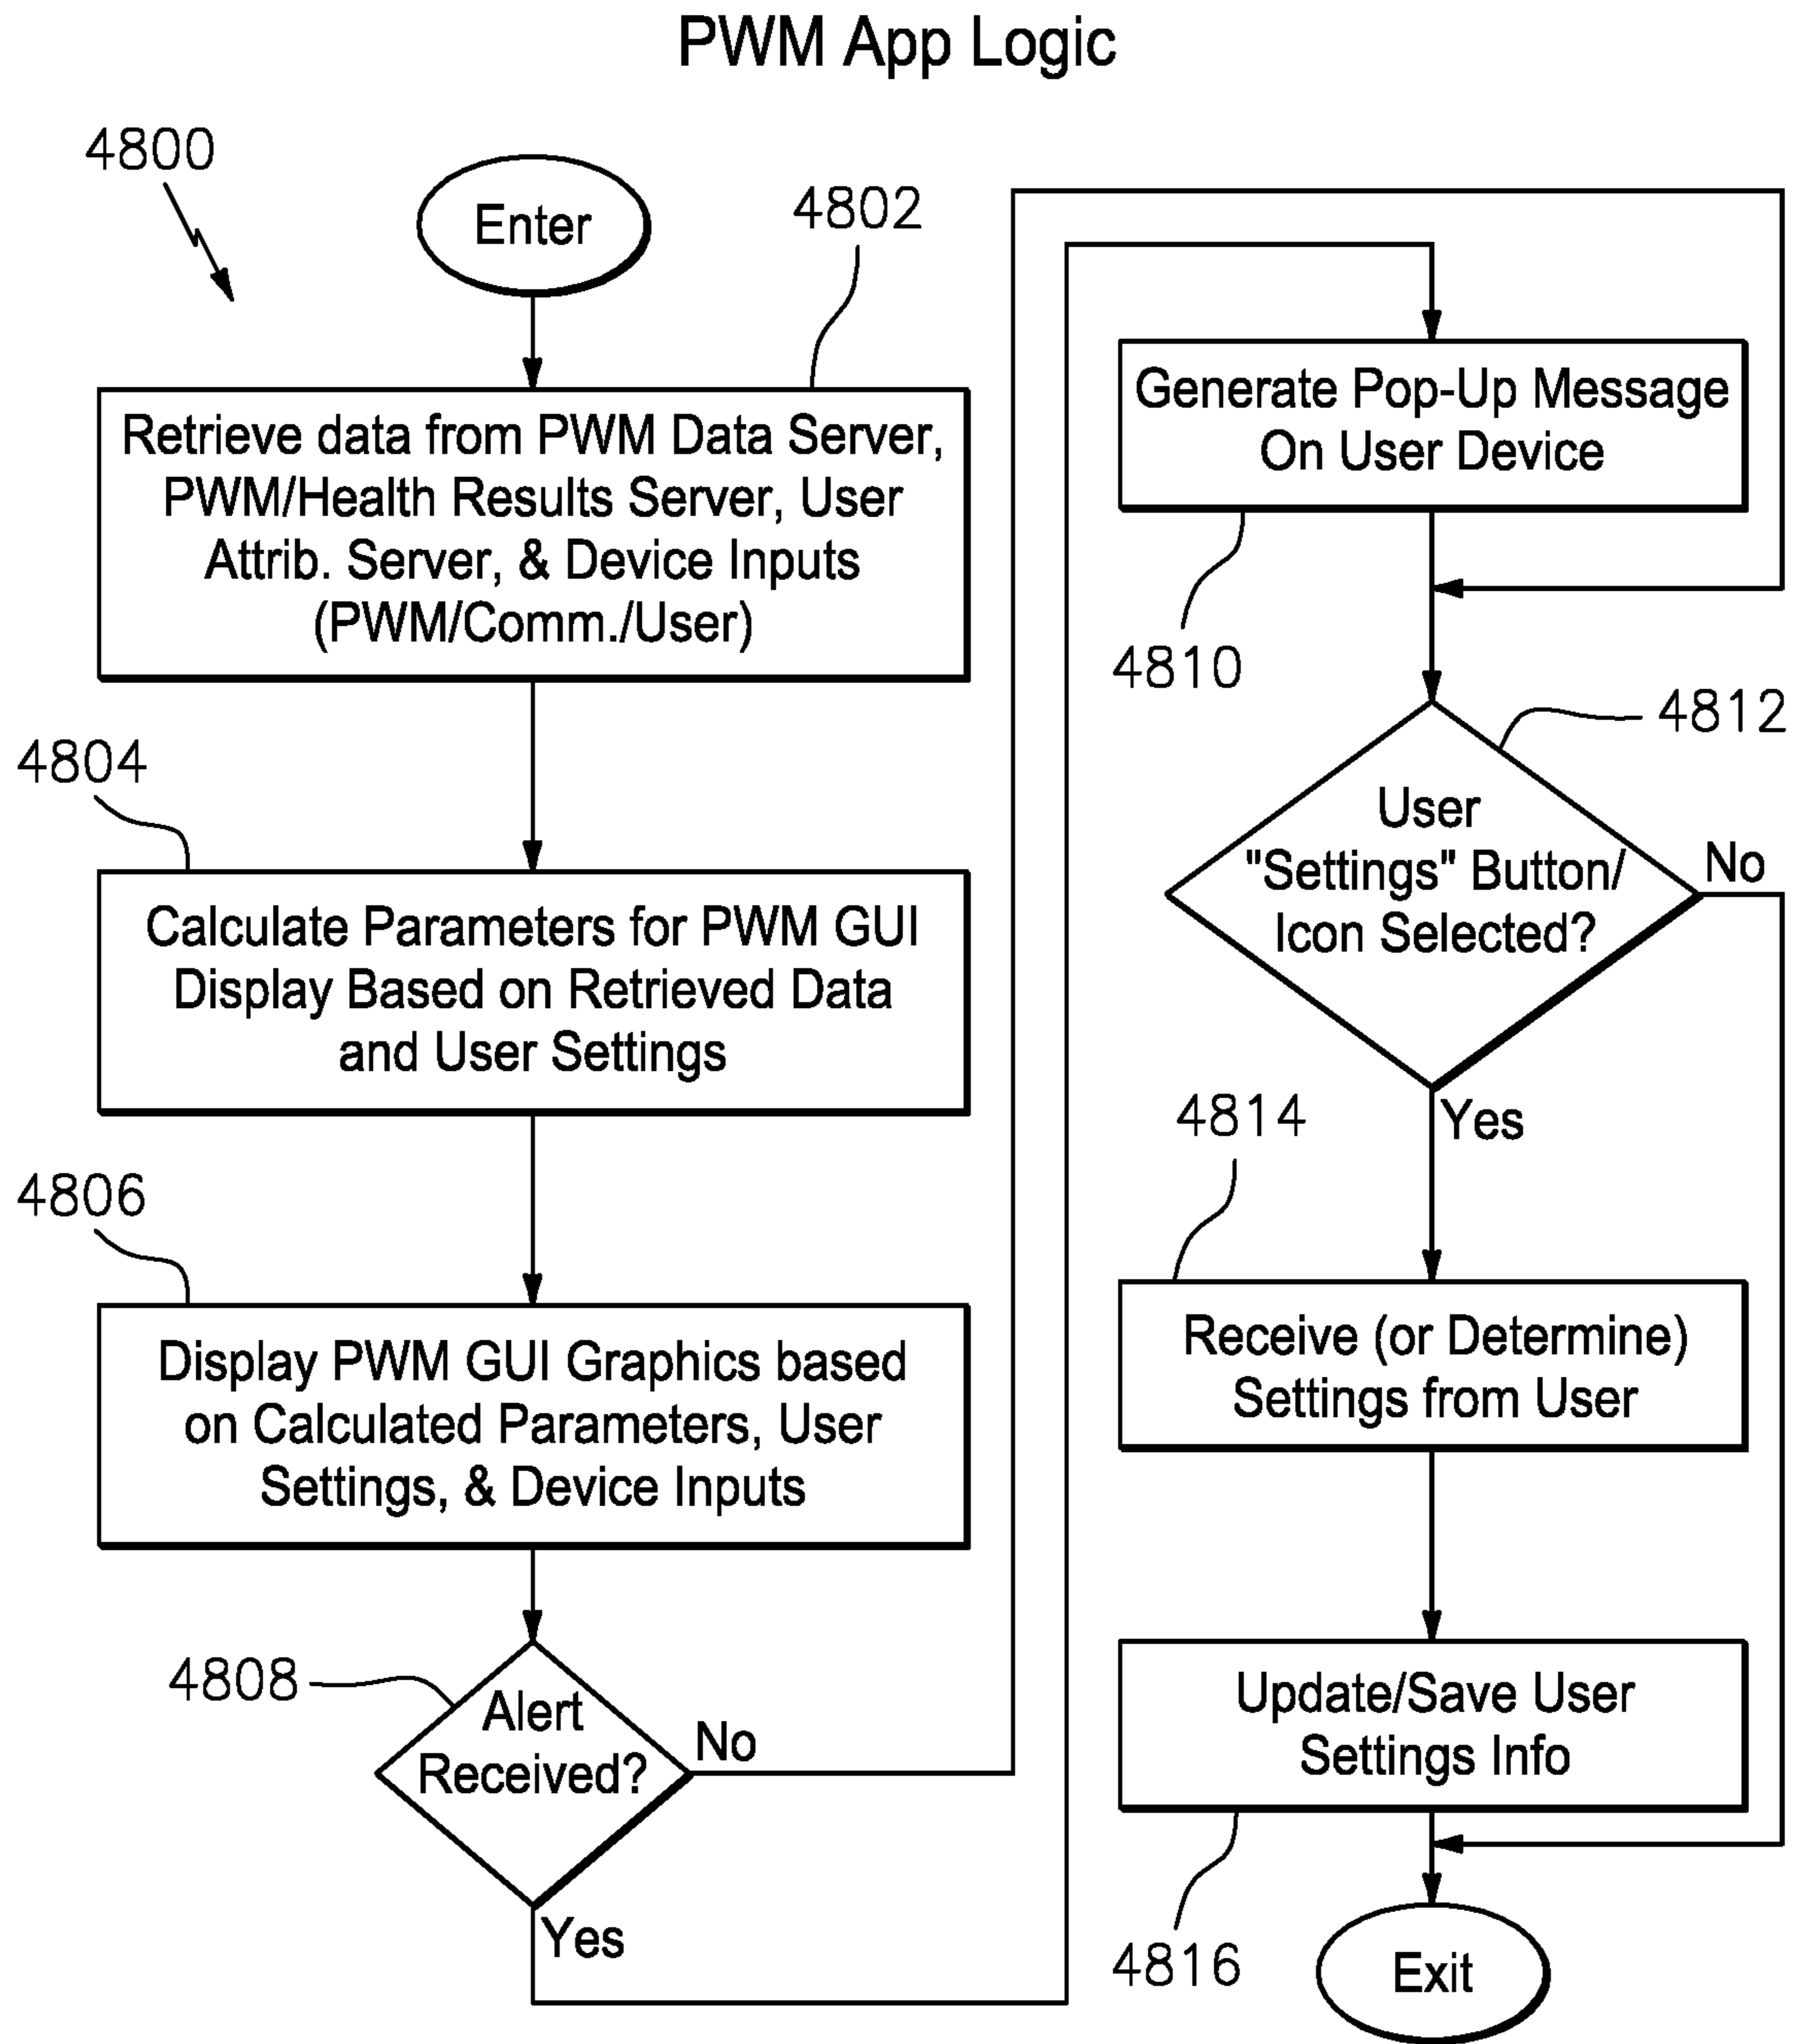 PWM App Logic
4800
Enter
4802
Retrieve data from PWM Data Server,
PWM/Health Results Server, User
Attrib. Server, & Device Inputs
(PWM/Comm./User)
4804
Calculate Parameters for PWM GUI
Display Based on Retrieved Data
and User Settings
4806
Display PWM GUI Graphics based
on Calculated Parameters, User
Settings, & Device Inputs
4808
Alert
Received?
No
Yes
Generate Pop-Up Message
On User Device
4810
4812
User
"Settings" Button/
Icon Selected?
No
Yes
4814
Receive (or Determine)
Settings from User
Update/Save User
Settings Info
4816
Exit